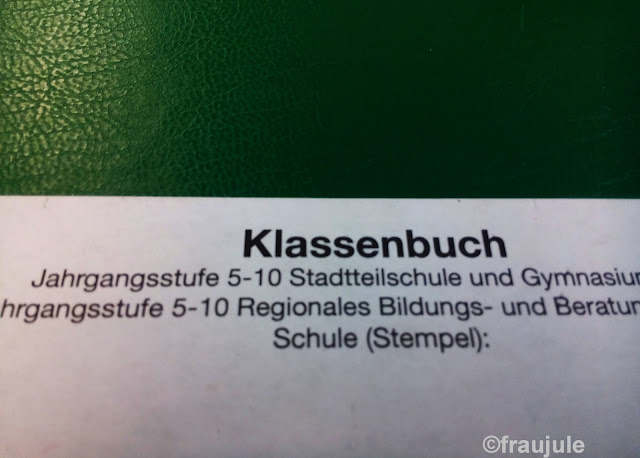 Klassenbuch
Jahrgangsstufe 5-10 Stadtteilschule und Gymnasiu
hrgangsstufe 5-10 Regionales Bildungs- und Beratun
Schule (Stempel):
©fraujule